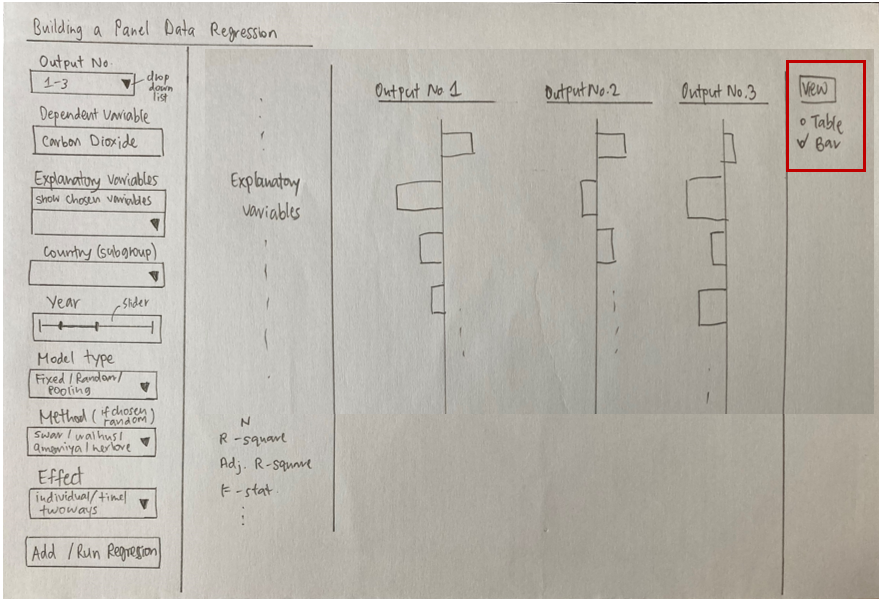 Building a Panel Data Regression
Output No.
1-3
drop
down
list
Dependent Variable
Carbon Dioxide
Explanatory variables
show chosen variables
Country (subgroup)
Year
slider
Model type
Fixed / Random /
pooling
Method (if chosen
random)
swar / walhus /
amemiya / nerlove
Effect
individual / time /
twoways
Add / Run Regression
Explanatory
variables
N
R-square
Adj. R-square
F-stat
Output No 1
Output No.2
Output No.3
View
Table
Bar